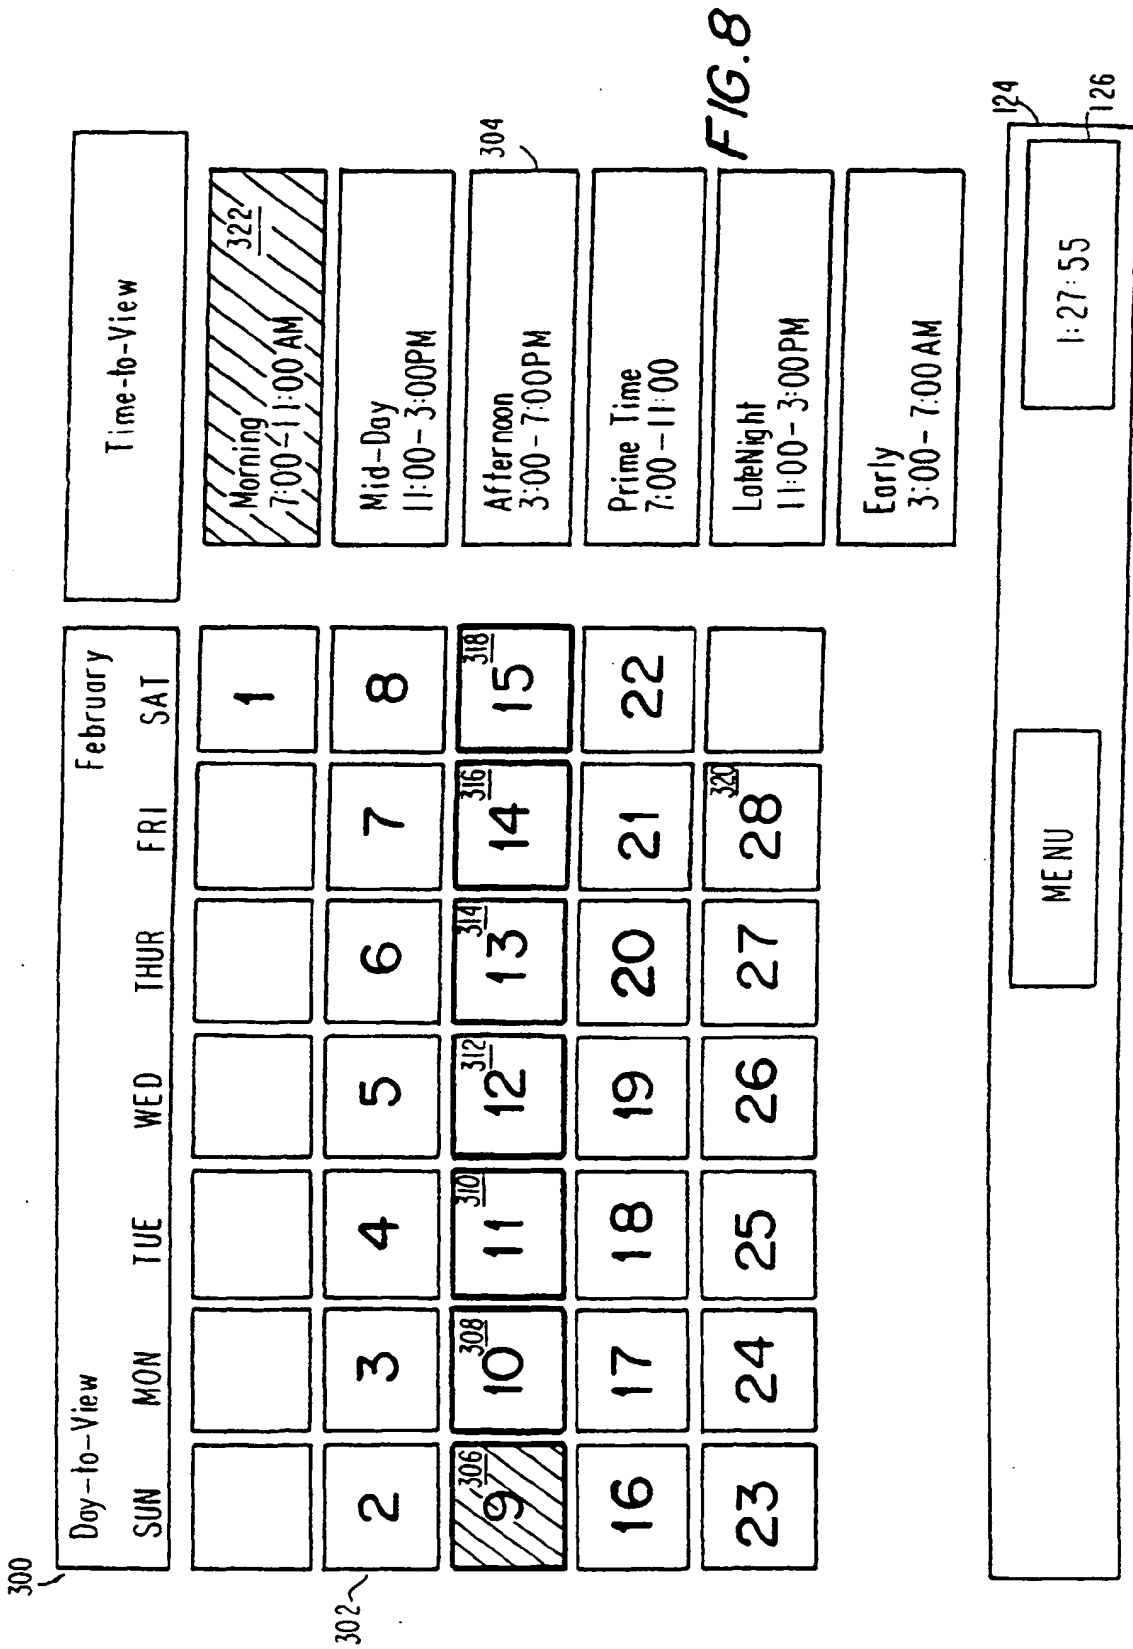 300
Day-to-View February
SUN MON TUE WED THUR FRI SAT
1
302
2 3 4 5 6 7 8
306 308 310 312 314 316 318
9 10 11 12 13 14 15
16 17 18 19 20 21 22
320
23 24 25 26 27 28
Time-to-View
322
Morning
7:00-11:00 AM
Mid-Day
11:00-3:00PM
304
Afternoon
3:00-7:00PM
Prime Time
7:00-11:00
LateNight
11:00-3:00PM
Early
3:00-7:00 AM
FIG.8
124
MENU
1:27:55
126